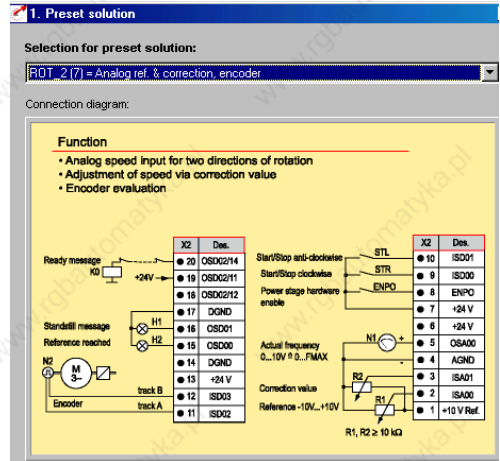 1. Preset solution
Selection for preset solution:
ROT_2 (7) = Analog ref. & correction, encoder
Connection diagram:
Function
• Analog speed input for two directions of rotation
• Adjustment of speed via correction value
• Encoder evaluation
X2 Des.
Ready message 20 OSD02/14
K0 +24V 19 OSD02/11
18 OSD02/12
17 DGND
Standstill message H1 16 OSD01
Reference reached H2 15 OSD00
14 DGND
N2 M 3~ 13 +24 V
track B 12 ISD03
Encoder track A 11 ISD02
X2 Des.
Start/Stop anti-clockwise STL 10 ISD01
Start/Stop clockwise STR 9 ISD00
Power stage hardware enable ENPO 8 ENPO
7 +24 V
6 +24 V
Actual frequency N1 + 5 OSA00
0...10V ≙ 0...FMAX - 4 AGND
R2 3 ISA01
Correction value R1 2 ISA00
Reference -10V...+10V 1 +10 V Ref.
R1, R2 ≥ 10 kΩ
www.rgbautomatyka.pl